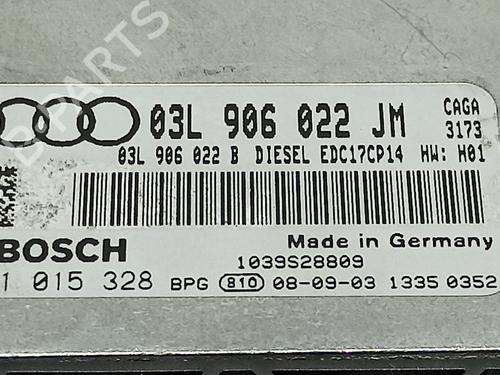 B-PARTS
03L 906 022 JM CAGA
3173
03L 906 022 B DIESEL EDC17CP14 HW: H01
BOSCH Made in Germany
1039S28809
1 015 328 BPG 810 08-09-03 1335 0352